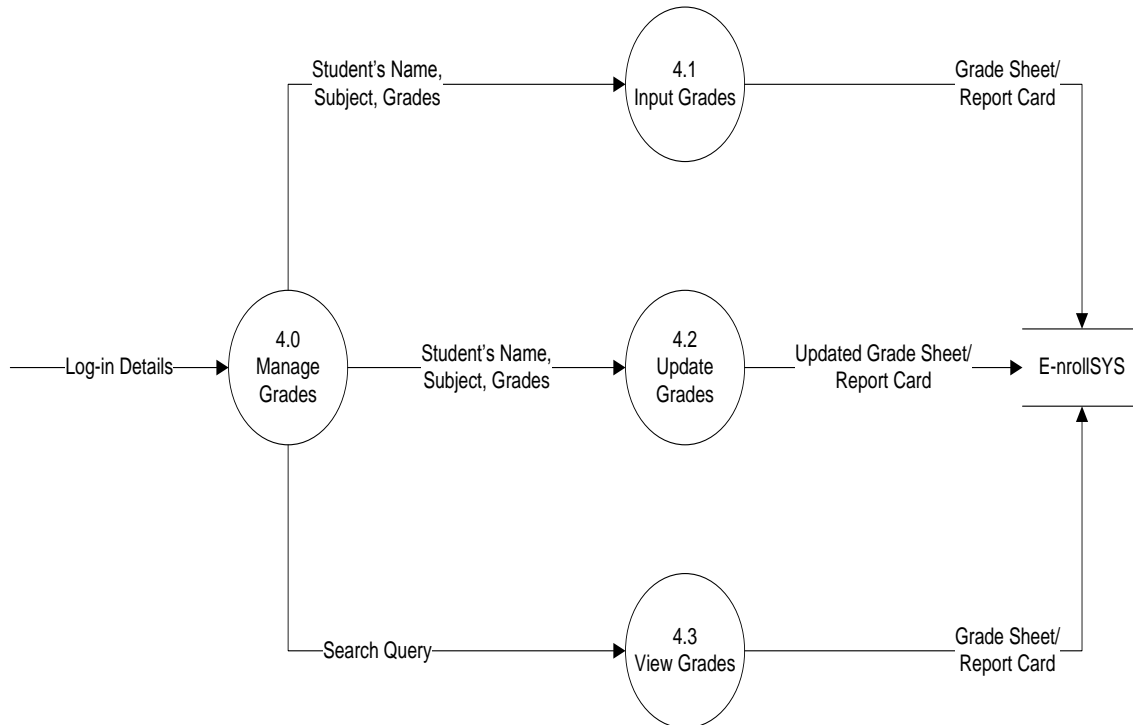 Student’s Name,
Subject, Grades
4.1
Input Grades
Grade Sheet/
Report Card
Log-in Details
4.0
Manage
Grades
Student’s Name,
Subject, Grades
4.2
Update
Grades
Updated Grade Sheet/
Report Card
E-nrollSYS
Search Query
4.3
View Grades
Grade Sheet/
Report Card